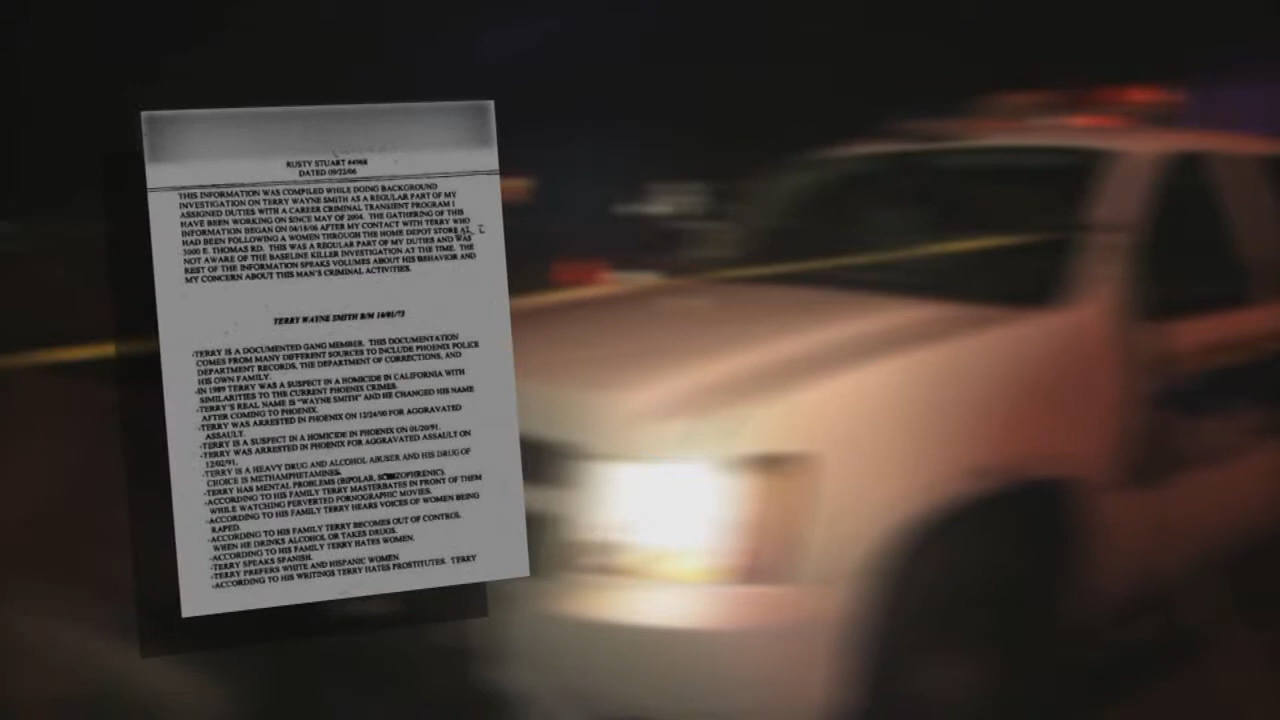 RUSTY STUART #4988
DATED 09/22/06
THIS INFORMATION WAS COMPILED WHILE DOING BACKGROUND
INVESTIGATION ON TERRY WAYNE SMITH AS A REGULAR PART OF MY
ASSIGNED DUTIES WITH A CAREER CRIMINAL TRANSIENT PROGRAM I
HAVE BEEN WORKING ON SINCE MAY OF 2004. THE GATHERING OF THIS
INFORMATION BEGAN ON 04/18/06 AFTER MY CONTACT WITH TERRY WHO
HAD BEEN FOLLOWING A WOMEN THROUGH THE HOME DEPOT STORE AT
3000 E. THOMAS RD. THIS WAS A REGULAR PART OF MY DUTIES AND WAS
NOT AWARE OF THE BASELINE KILLER INVESTIGATION AT THE TIME. THE
REST OF THE INFORMATION SPEAKS VOLUMES ABOUT HIS BEHAVIOR AND
MY CONCERN ABOUT THIS MAN'S CRIMINAL ACTIVITIES.
TERRY WAYNE SMITH B/M 10/01/73
-TERRY IS A DOCUMENTED GANG MEMBER. THIS DOCUMENTATION
COMES FROM MANY DIFFERENT SOURCES TO INCLUDE PHOENIX POLICE
DEPARTMENT RECORDS, THE DEPARTMENT OF CORRECTIONS, AND
HIS OWN FAMILY.
-IN 1989 TERRY WAS A SUSPECT IN A HOMICIDE IN CALIFORNIA WITH
SIMILARITIES TO THE CURRENT PHOENIX CRIMES.
-TERRY'S REAL NAME IS "WAYNE SMITH" AND HE CHANGED HIS NAME
AFTER COMING TO PHOENIX.
-TERRY WAS ARRESTED IN PHOENIX ON 12/24/90 FOR AGGRAVATED
ASSAULT.
-TERRY IS A SUSPECT IN A HOMICIDE IN PHOENIX ON 01/20/91.
-TERRY WAS ARRESTED IN PHOENIX FOR AGGRAVATED ASSAULT ON
12/02/91.
-TERRY IS A HEAVY DRUG AND ALCOHOL ABUSER AND HIS DRUG OF
CHOICE IS METHAMPHETAMINES.
-TERRY HAS MENTAL PROBLEMS (BIPOLAR, SCHIZOPHRENIC).
-ACCORDING TO HIS FAMILY TERRY MASTERBATES IN FRONT OF THEM
WHILE WATCHING PERVERTED PORNOGRAPHIC MOVIES.
-ACCORDING TO HIS FAMILY TERRY HEARS VOICES OF WOMEN BEING
RAPED.
-ACCORDING TO HIS FAMILY TERRY BECOMES OUT OF CONTROL
WHEN HE DRINKS ALCOHOL OR TAKES DRUGS.
-ACCORDING TO HIS FAMILY TERRY HATES WOMEN.
-TERRY SPEAKS SPANISH.
-TERRY PREFERS WHITE AND HISPANIC WOMEN.
-ACCORDING TO HIS WRITINGS TERRY HATES PROSTITUTES. TERRY